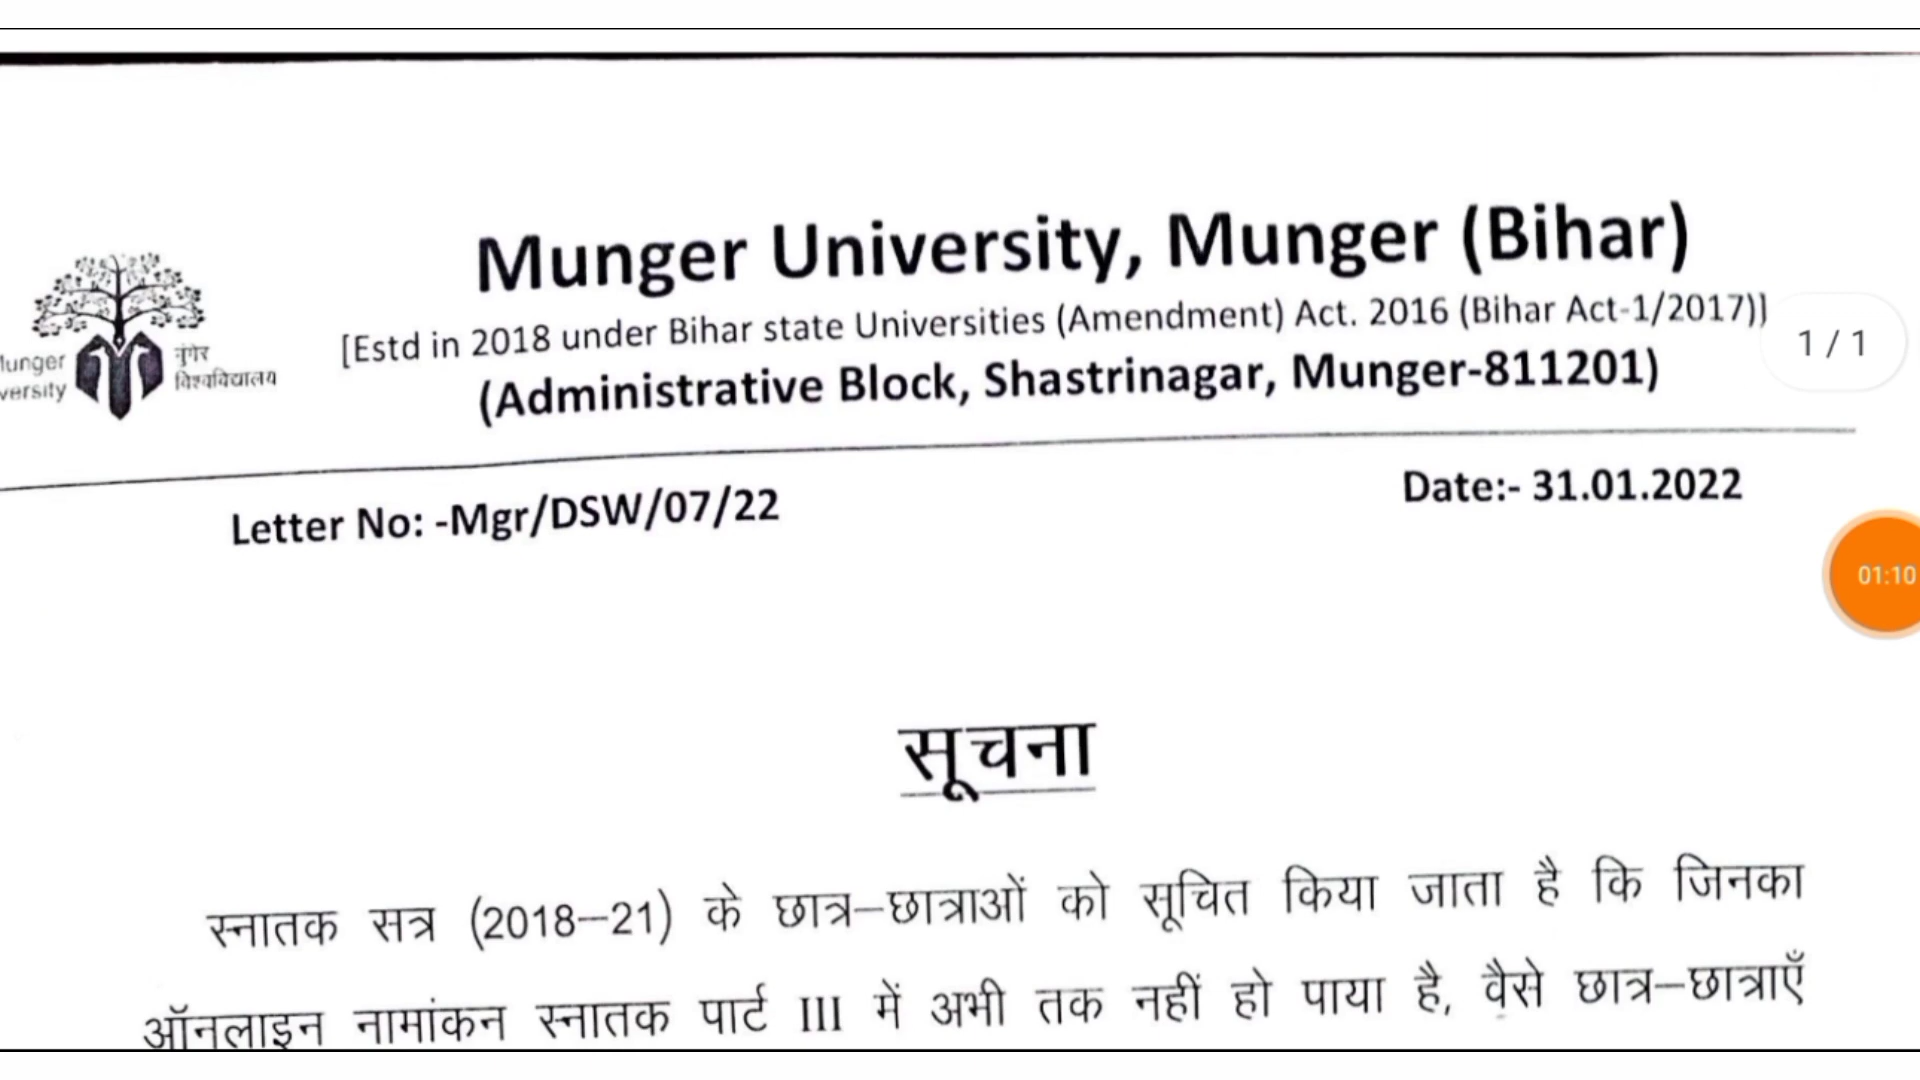 Munger University, Munger (Bihar)
[Estd in 2018 under Bihar state Universities (Amendment) Act. 2016 (Bihar Act-1/2017)]
1 / 1
मुंगेर
विश्वविद्यालय
(Administrative Block, Shastrinagar, Munger-811201)
Letter No: -Mgr/DSW/07/22
Date:- 31.01.2022
01:10
सूचना
स्नातक सत्र (2018–21) के छात्र–छात्राओं को सूचित किया जाता है कि जिनका
ऑनलाइन नामांकन स्नातक पार्ट III में अभी तक नहीं हो पाया है, वैसे छात्र–छात्राएँ